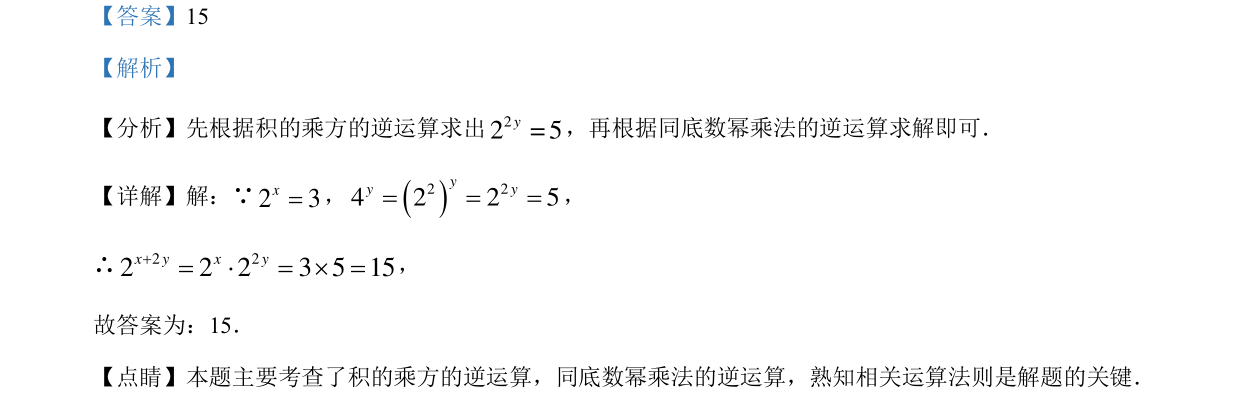 【答案】15
【解析】
【分析】先根据积的乘方的逆运算求出 $2^{2y}=5$，再根据同底数幂乘法的逆运算求解即可．
【详解】解：∵ $2^{x}=3$，$4^{y}=\left(2^{2}\right)^{y}=2^{2y}=5$，
∴ $2^{x+2y}=2^{x}\cdot 2^{2y}=3\times 5=15$，
故答案为：15．
【点睛】本题主要考查了积的乘方的逆运算，同底数幂乘法的逆运算，熟知相关运算法则是解题的关键．